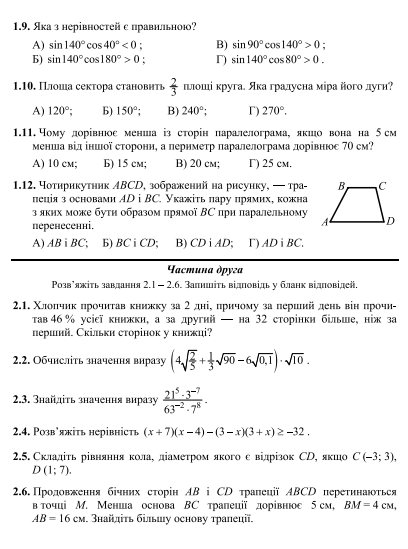 1.9. Яка з нерівностей є правильною?
А) sin140°cos40° < 0 ; В) sin90°cos140° > 0 ;
Б) sin140°cos180° > 0 ; Г) sin140°cos80° > 0 .
1.10. Площа сектора становить 2/3 площі круга. Яка градусна міра його дуги?
А) 120°; Б) 150°; В) 240°; Г) 270°.
1.11. Чому дорівнює менша із сторін паралелограма, якщо вона на 5 см
менша від іншої сторони, а периметр паралелограма дорівнює 70 см?
А) 10 см; Б) 15 см; В) 20 см; Г) 25 см.
1.12. Чотирикутник ABCD, зображений на рисунку, — тра-
пеція з основами AD і BC. Укажіть пару прямих, кожна
з яких може бути образом прямої BC при паралельному
перенесенні.
А) AB і BC; Б) BC і CD; В) CD і AD; Г) AD і BC.
B C
A D
Частина друга
Розв’яжіть завдання 2.1 – 2.6. Запишіть відповідь у бланк відповідей.
2.1. Хлопчик прочитав книжку за 2 дні, причому за перший день він прочи-
тав 46 % усієї книжки, а за другий — на 32 сторінки більше, ніж за
перший. Скільки сторінок у книжці?
2.2. Обчисліть значення виразу (4√(2/5) + 1/3√90 − 6√0,1) · √10 .
2.3. Знайдіть значення виразу (21⁵ · 3⁻⁷)/(63⁻² · 7⁸) .
2.4. Розв’яжіть нерівність (x + 7)(x − 4) − (3 − x)(3 + x) ≥ −32 .
2.5. Складіть рівняння кола, діаметром якого є відрізок CD, якщо C (–3; 3),
D (1; 7).
2.6. Продовження бічних сторін AB і CD трапеції ABCD перетинаються
в точці M. Менша основа BC трапеції дорівнює 5 см, BM = 4 см,
AB = 16 см. Знайдіть більшу основу трапеції.